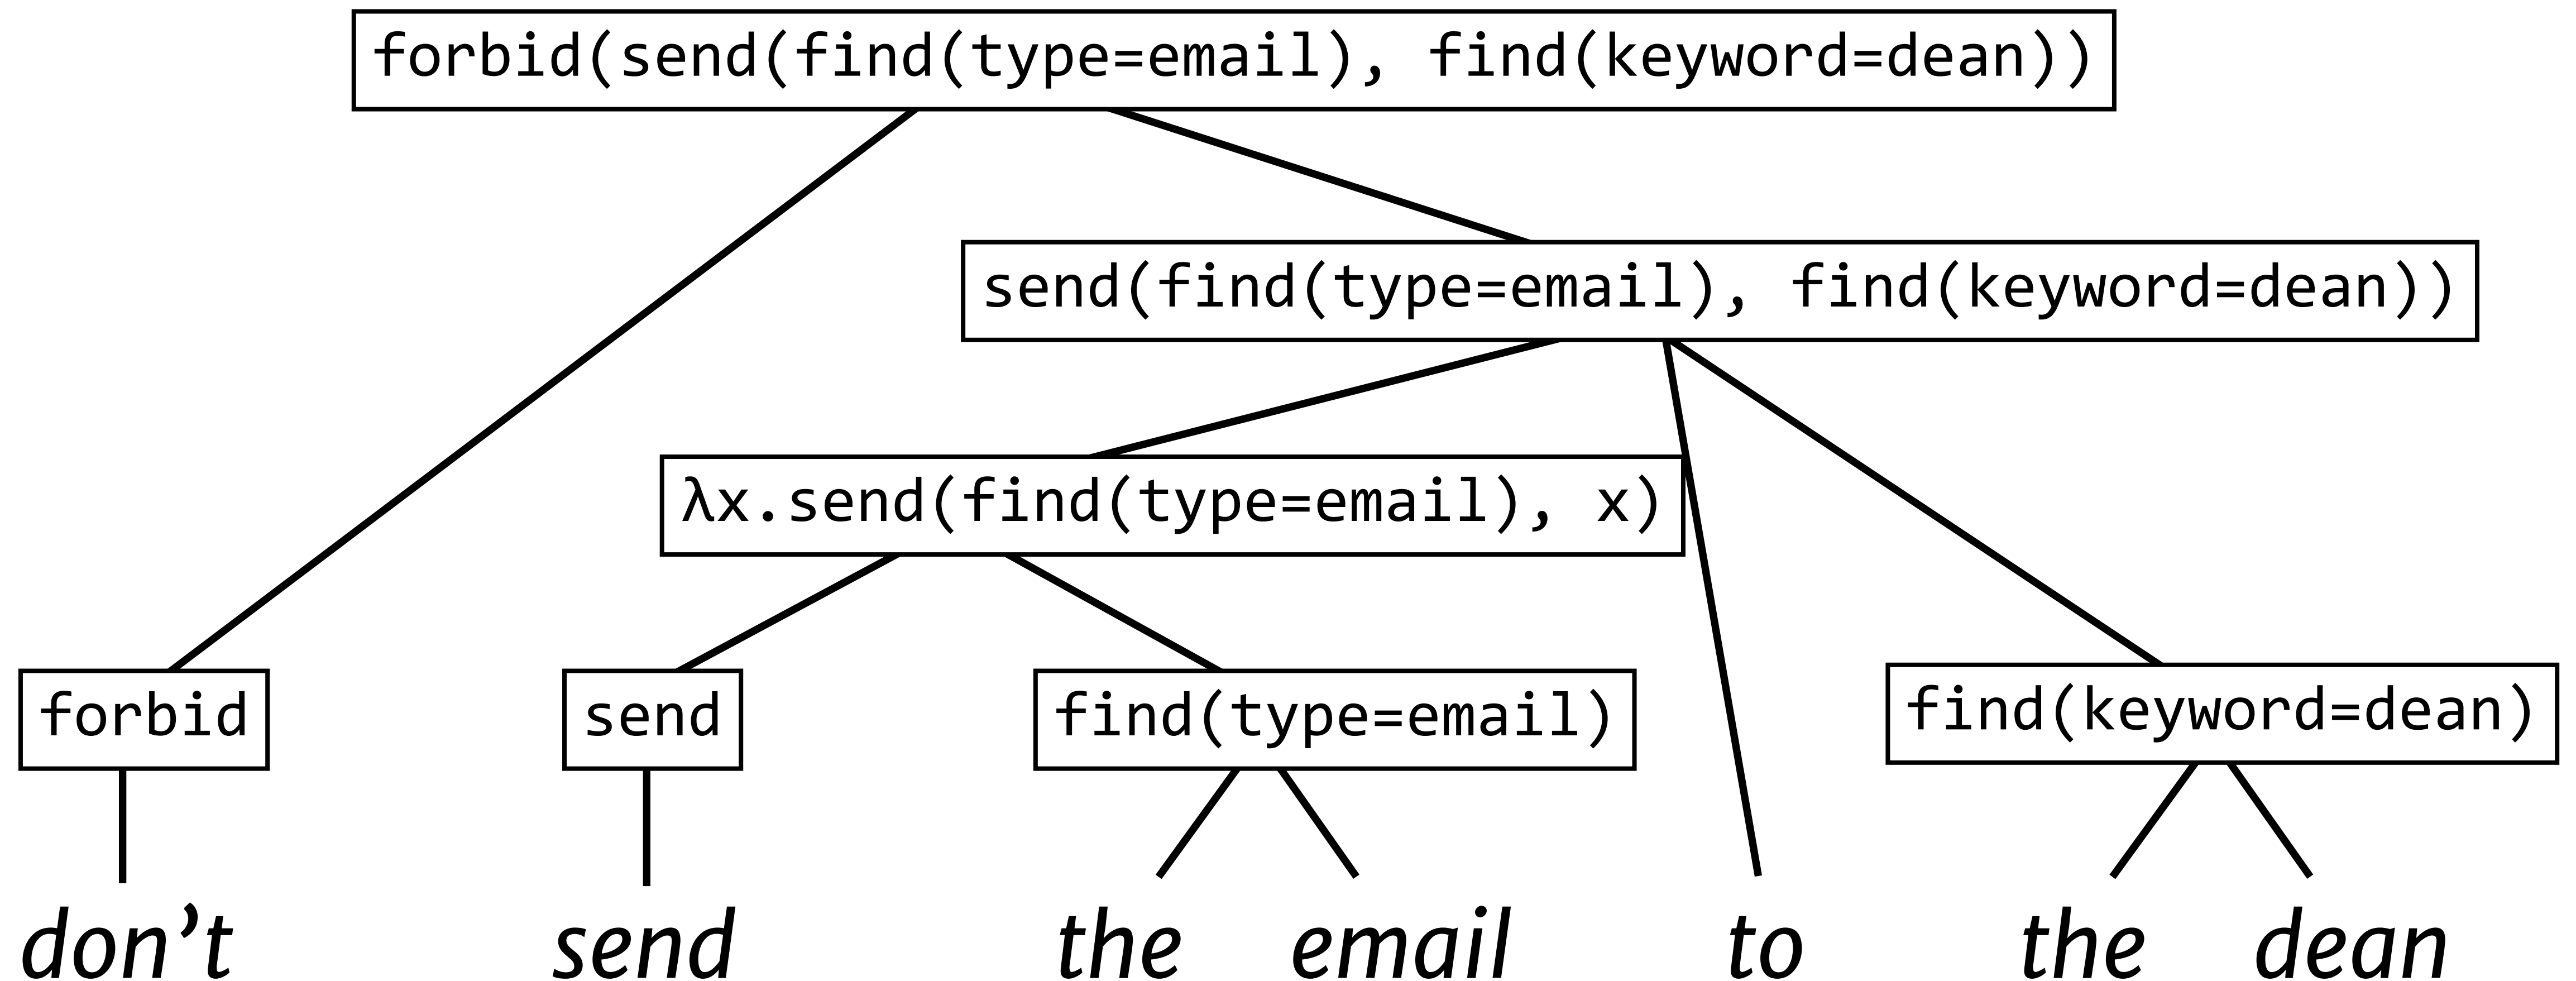 forbid(send(find(type=email), find(keyword=dean))
send(find(type=email), find(keyword=dean))
λx.send(find(type=email), x)
forbid send find(type=email) find(keyword=dean)
don’t send the email to the dean